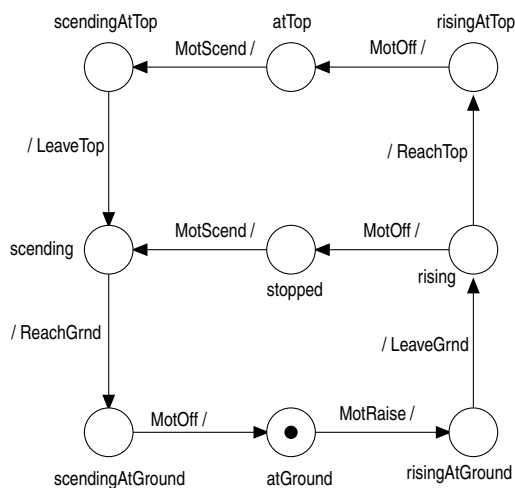 scendingAtTop
atTop
risingAtTop
MotScend /
MotOff /
/ LeaveTop
/ ReachTop
MotScend /
MotOff /
scending
stopped
rising
/ ReachGrnd
/ LeaveGrnd
MotOff /
MotRaise /
scendingAtGround
atGround
risingAtGround